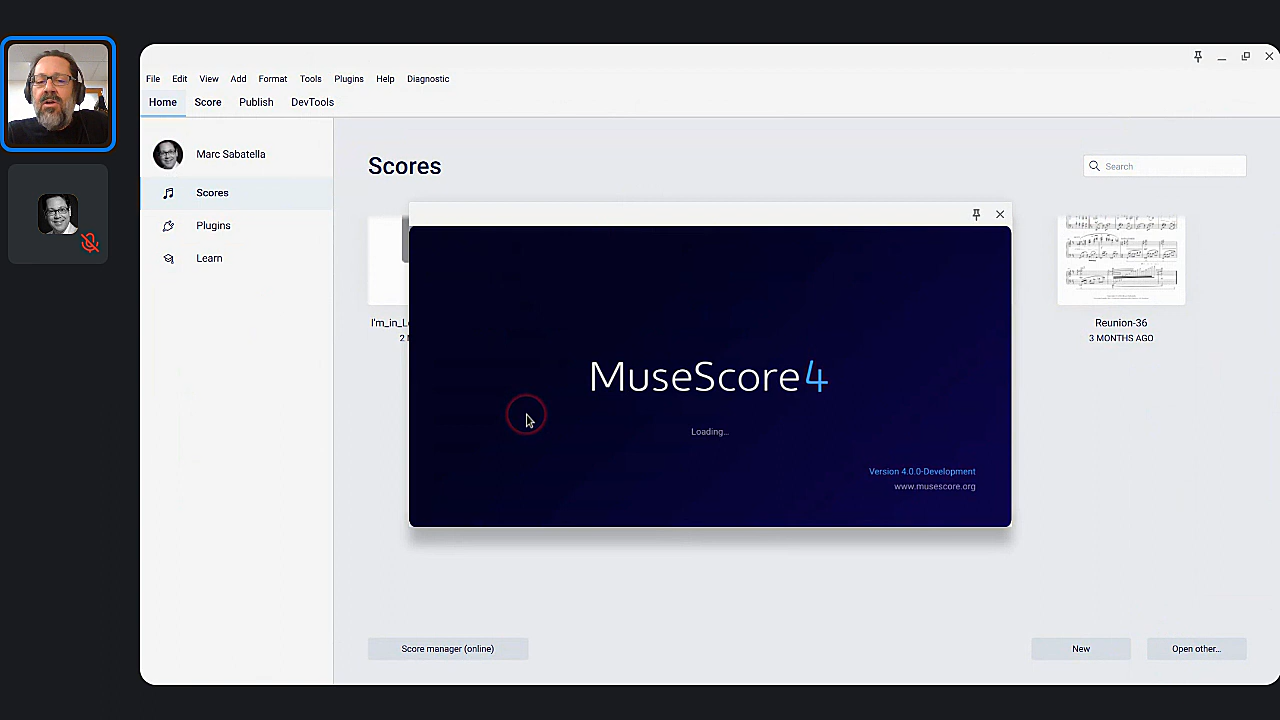 File Edit View Add Format Tools Plugins Help Diagnostic
Home Score Publish DevTools
Marc Sabatella
Scores
Plugins
Learn
Scores
Search
I'm_in_L
2
Reunion-36
3 MONTHS AGO
MuseScore4
Loading...
Version 4.0.0-Development
www.musescore.org
Score manager (online)
New
Open other...